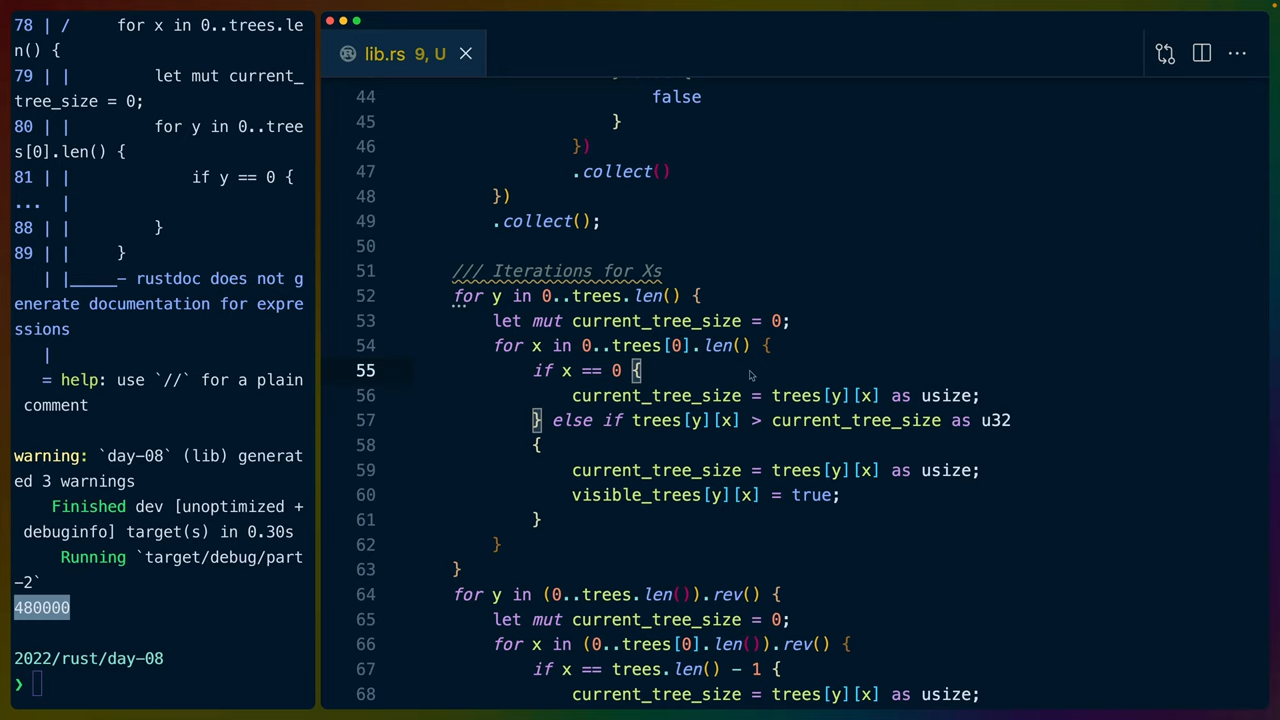 78 | /     for x in 0..trees.le
n() {
79 | |         let mut current_
tree_size = 0;
80 | |         for y in 0..tree
s[0].len() {
81 | |             if y == 0 {
...  |
88 | |         }
89 | |     }
   | |_____- rustdoc does not g
enerate documentation for expre
ssions
   |
   = help: use `//` for a plain
 comment
warning: `day-08` (lib) generat
ed 3 warnings
    Finished dev [unoptimized +
 debuginfo] target(s) in 0.30s
     Running `target/debug/part
-2`
480000
2022/rust/day-08
❯
lib.rs 9, U
44                     false
45                 }
46             })
47             .collect()
48     })
49     .collect();
50
51 /// Iterations for Xs
52 for y in 0..trees.len() {
53     let mut current_tree_size = 0;
54     for x in 0..trees[0].len() {
55         if x == 0 {
56             current_tree_size = trees[y][x] as usize;
57         } else if trees[y][x] > current_tree_size as u32
58         {
59             current_tree_size = trees[y][x] as usize;
60             visible_trees[y][x] = true;
61         }
62     }
63 }
64 for y in (0..trees.len()).rev() {
65     let mut current_tree_size = 0;
66     for x in (0..trees[0].len()).rev() {
67         if x == trees.len() - 1 {
68             current_tree_size = trees[y][x] as usize;